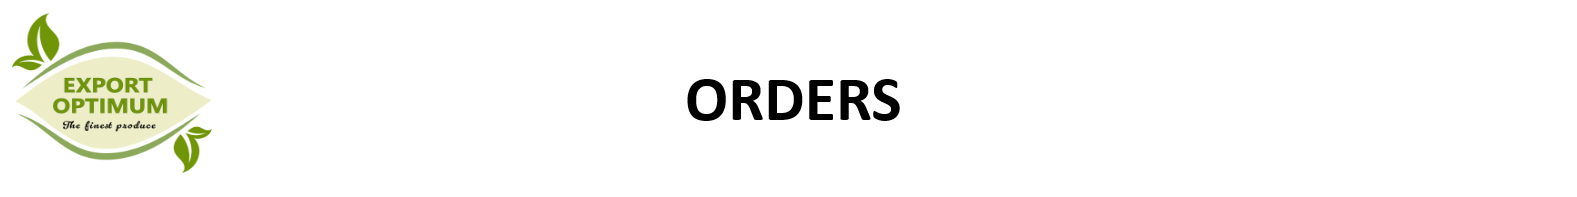 EXPORT
OPTIMUM
The finest produce
ORDERS